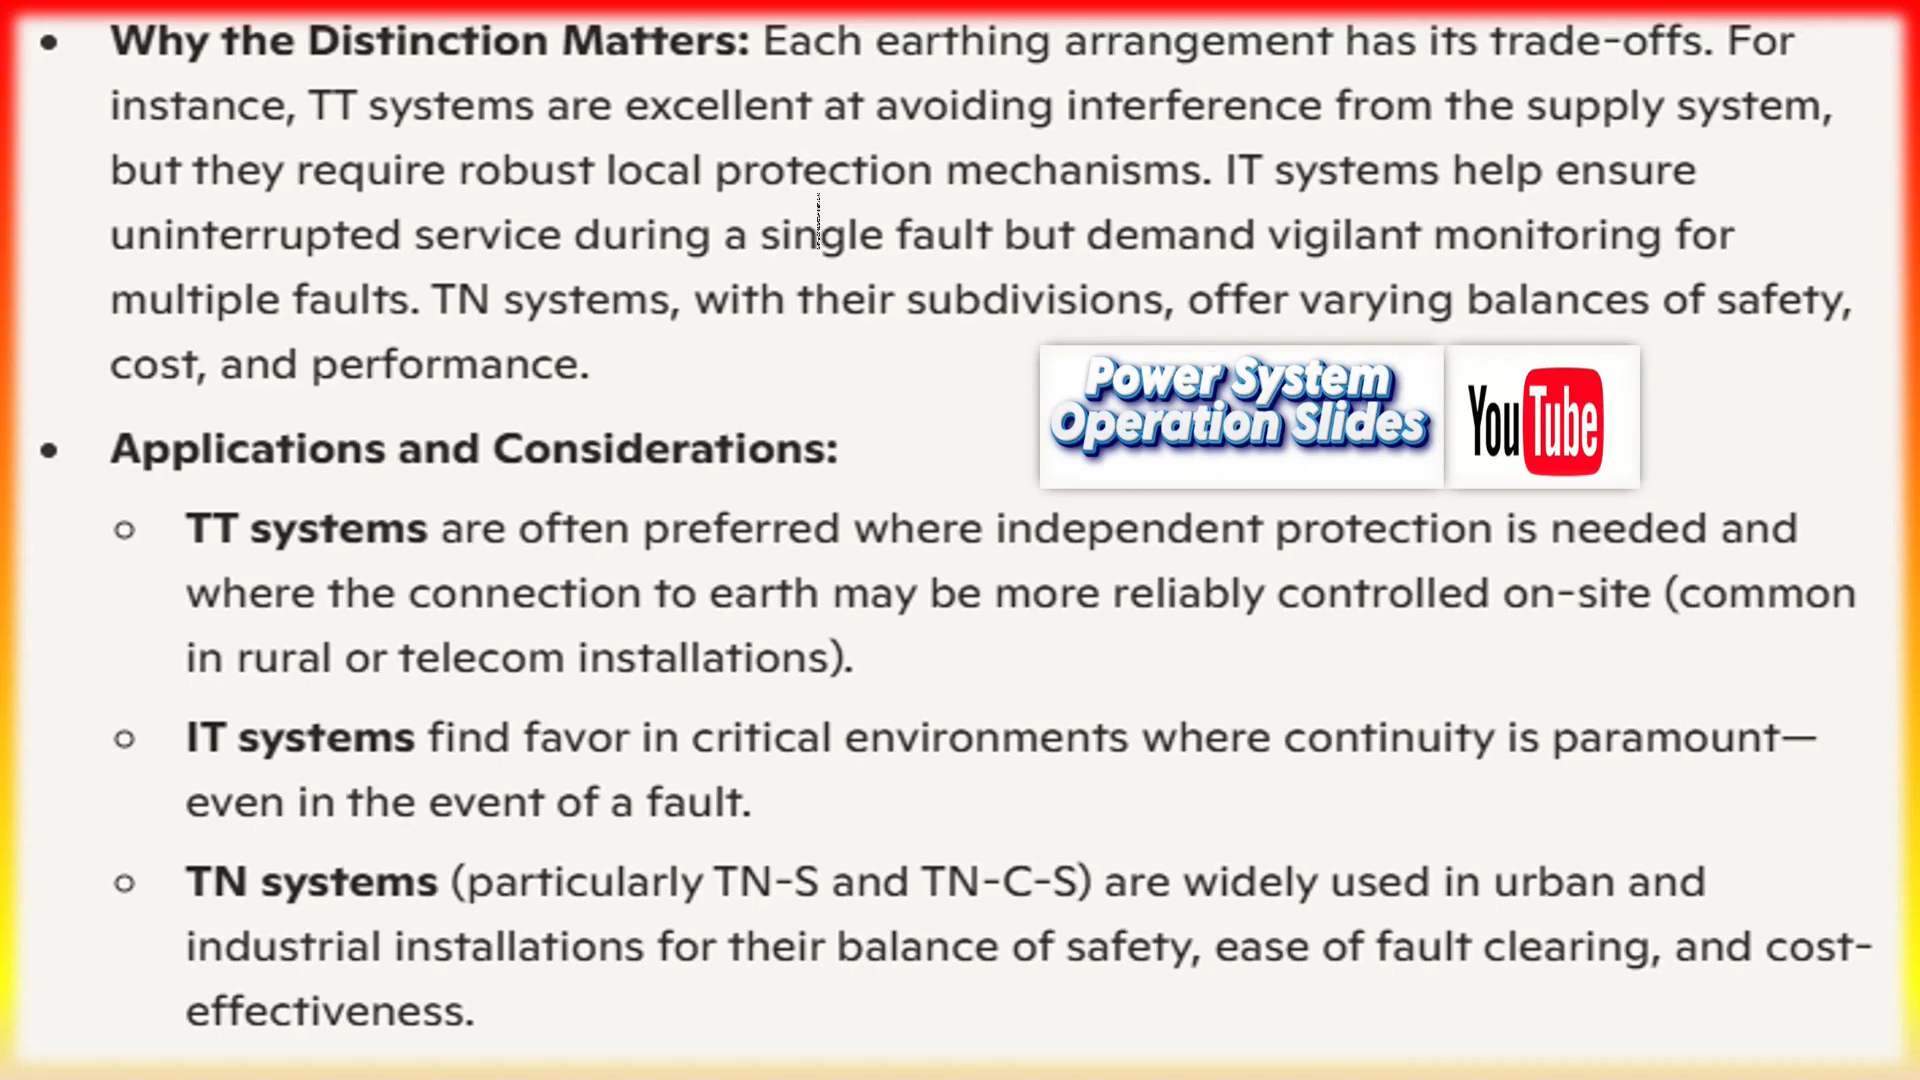 • Why the Distinction Matters: Each earthing arrangement has its trade-offs. For
instance, TT systems are excellent at avoiding interference from the supply system,
but they require robust local protection mechanisms. IT systems help ensure
uninterrupted service during a single fault but demand vigilant monitoring for
multiple faults. TN systems, with their subdivisions, offer varying balances of safety,
cost, and performance.
Power System
Operation Slides
YouTube
• Applications and Considerations:
○ TT systems are often preferred where independent protection is needed and
where the connection to earth may be more reliably controlled on-site (common
in rural or telecom installations).
○ IT systems find favor in critical environments where continuity is paramount—
even in the event of a fault.
○ TN systems (particularly TN-S and TN-C-S) are widely used in urban and
industrial installations for their balance of safety, ease of fault clearing, and cost-
effectiveness.